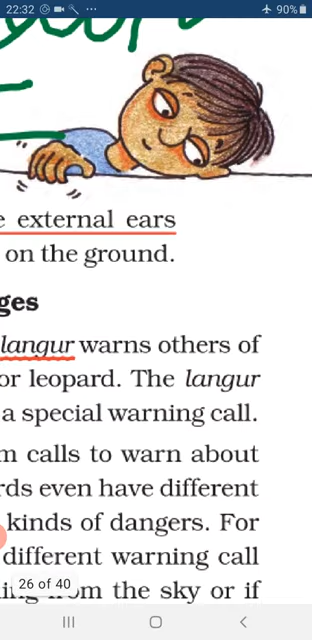 22:32
90%
e external ears
on the ground.
ges
langur warns others of
or leopard. The langur
a special warning call.
m calls to warn about
rds even have different
kinds of dangers. For
different warning call
26 of 40
om the sky or if